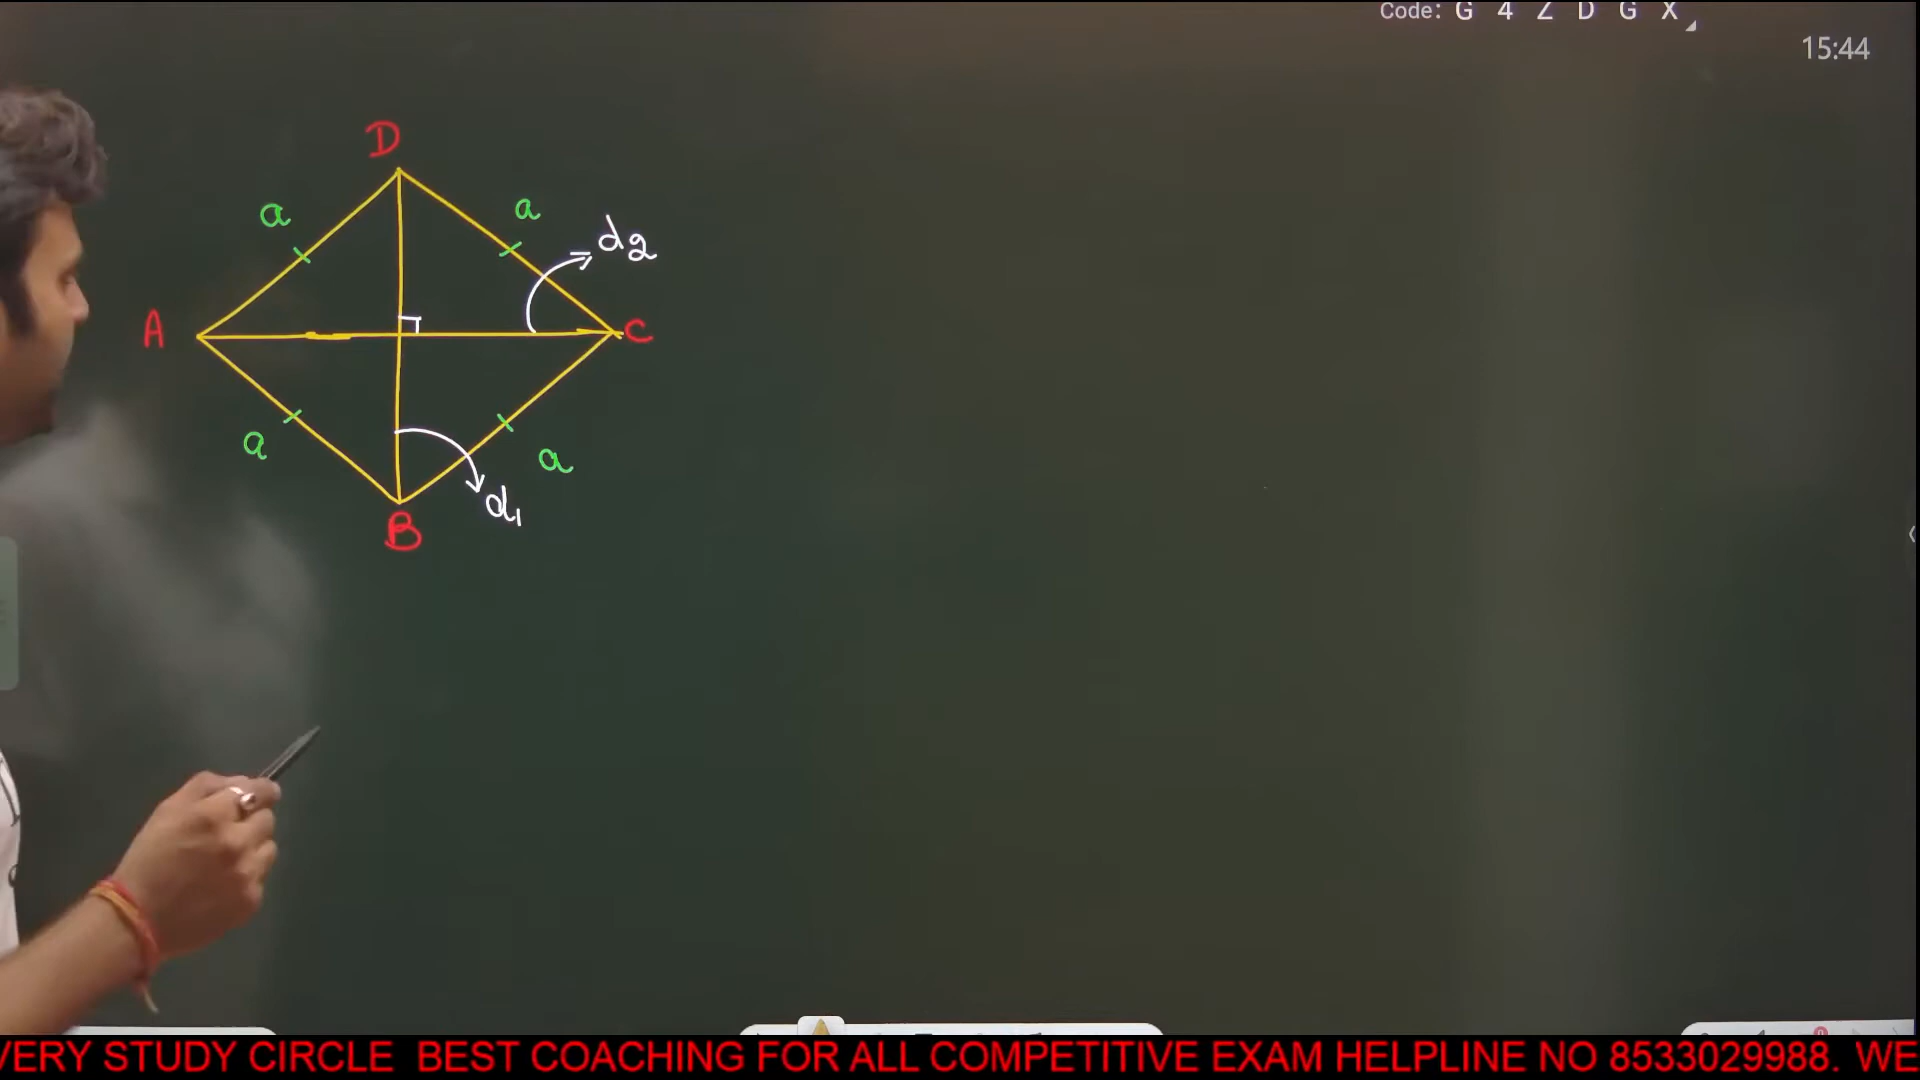 Code: G 4 Z D G X
15:44
D
a
a
d2
A
C
a
a
d1
B
VERY STUDY CIRCLE BEST COACHING FOR ALL COMPETITIVE EXAM HELPLINE NO 8533029988. WE